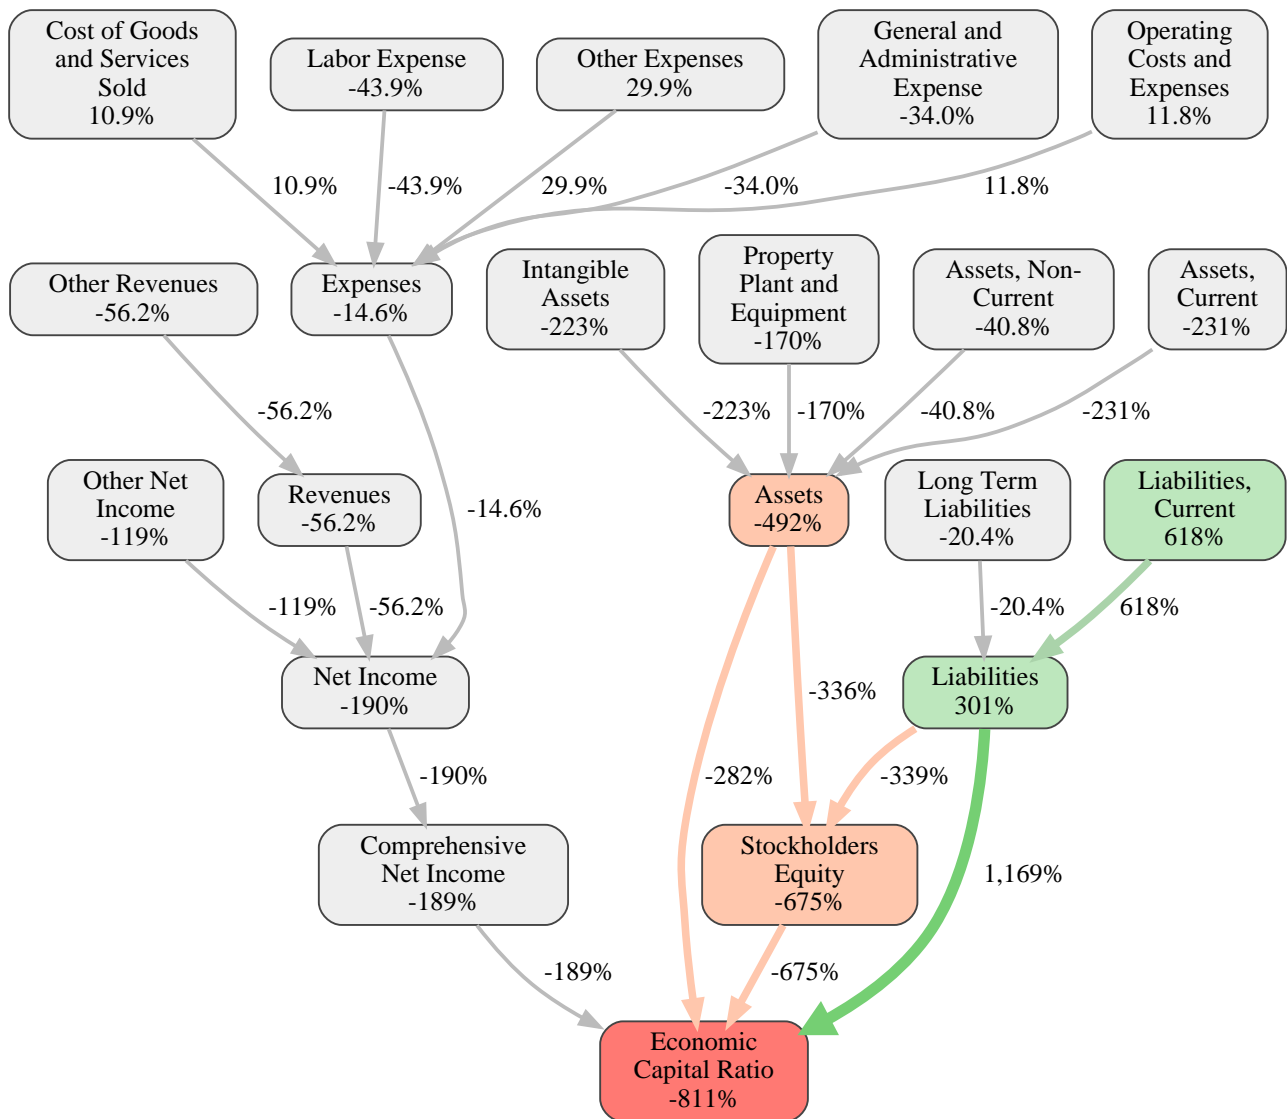 Cost of Goods
and Services
Sold
10.9%
Labor Expense
-43.9%
Other Expenses
29.9%
General and
Administrative
Expense
-34.0%
Operating
Costs and
Expenses
11.8%
10.9%
-43.9%
29.9%
-34.0%
11.8%
Other Revenues
-56.2%
Expenses
-14.6%
Intangible
Assets
-223%
Property
Plant and
Equipment
-170%
Assets, Non-
Current
-40.8%
Assets,
Current
-231%
-56.2%
-223%
-170%
-40.8%
-231%
Other Net
Income
-119%
Revenues
-56.2%
-14.6%
Assets
-492%
Long Term
Liabilities
-20.4%
Liabilities,
Current
618%
-119%
-56.2%
-20.4%
618%
Net Income
-190%
-336%
Liabilities
301%
-190%
-282%
-339%
Comprehensive
Net Income
-189%
Stockholders
Equity
-675%
1,169%
-189%
-675%
Economic
Capital Ratio
-811%